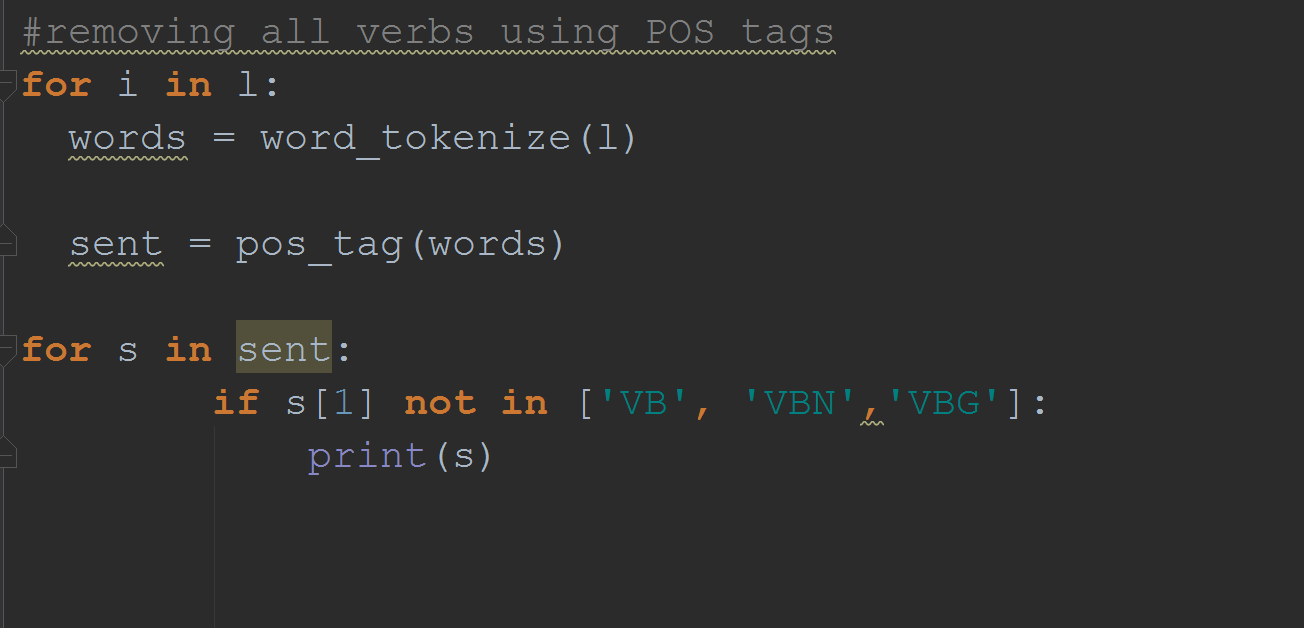 #removing all verbs using POS tags
for i in l:
words = word_tokenize(l)
sent = pos_tag(words)
for s in sent:
if s[1] not in ['VB', 'VBN','VBG']:
print(s)